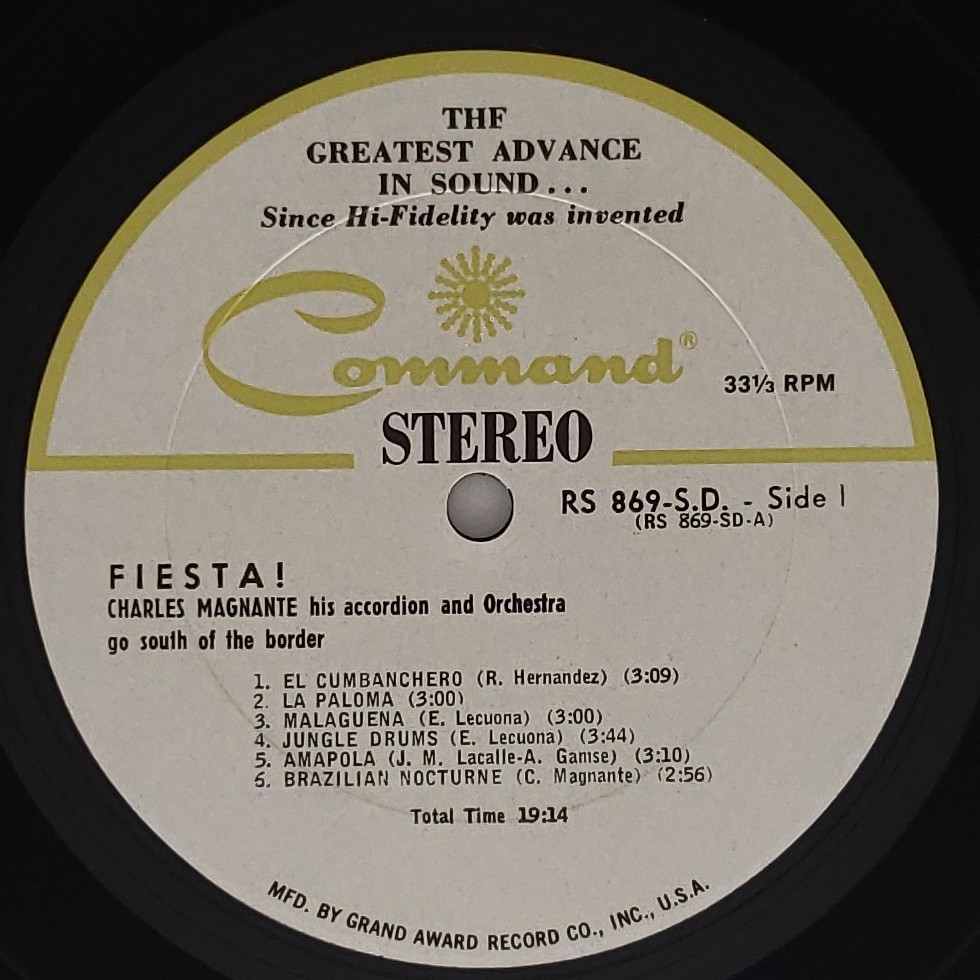 THE
GREATEST ADVANCE
IN SOUND...
Since Hi-Fidelity was invented
Command®
33⅓ RPM
STEREO
RS 869-S.D. - Side 1
(RS 869-SD-A)
FIESTA!
CHARLES MAGNANTE his accordion and Orchestra
go south of the border
1. EL CUMBANCHERO (R. Hernandez) (3:09)
2. LA PALOMA (3:00)
3. MALAGUENA (E. Lecuona) (3:00)
4. JUNGLE DRUMS (E. Lecuona) (3:44)
5. AMAPOLA (J. M. Lacalle-A. Gamse) (3:10)
6. BRAZILIAN NOCTURNE (C. Magnante) (2:56)
Total Time 19:14
MFD. BY GRAND AWARD RECORD CO., INC., U.S.A.